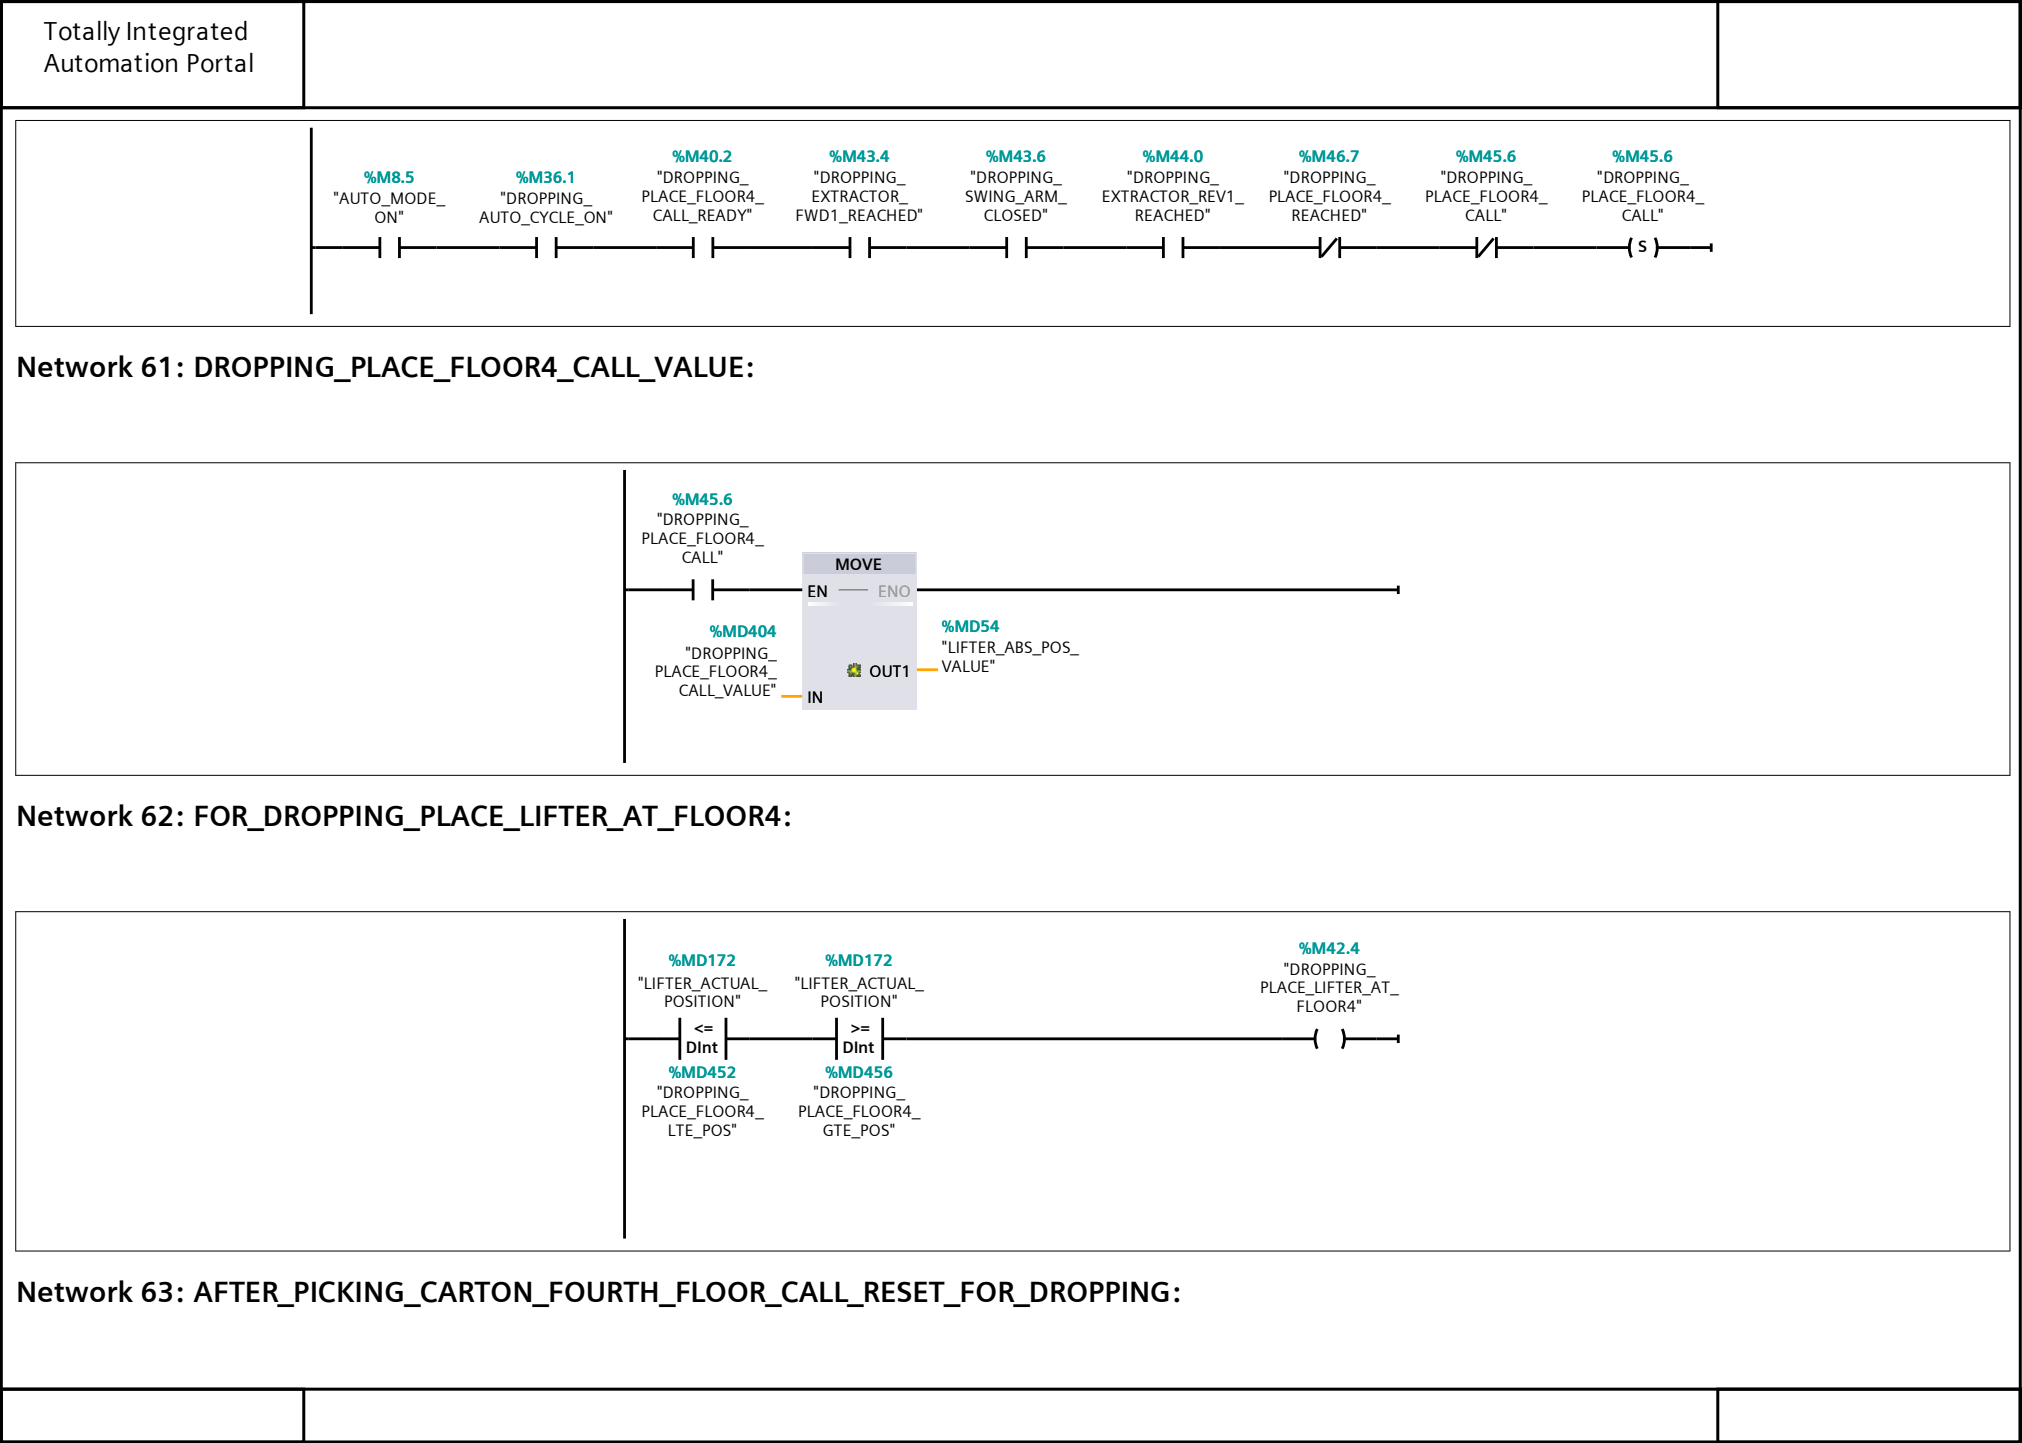 Totally Integrated
Automation Portal
%M8.5
"AUTO_MODE_
ON"
%M36.1
"DROPPING_
AUTO_CYCLE_ON"
%M40.2
"DROPPING_
PLACE_FLOOR4_
CALL_READY"
%M43.4
"DROPPING_
EXTRACTOR_
FWD1_REACHED"
%M43.6
"DROPPING_
SWING_ARM_
CLOSED"
%M44.0
"DROPPING_
EXTRACTOR_REV1_
REACHED"
%M46.7
"DROPPING_
PLACE_FLOOR4_
REACHED"
%M45.6
"DROPPING_
PLACE_FLOOR4_
CALL"
%M45.6
"DROPPING_
PLACE_FLOOR4_
CALL"
S
Network 61: DROPPING_PLACE_FLOOR4_CALL_VALUE:
%M45.6
"DROPPING_
PLACE_FLOOR4_
CALL"
MOVE
EN ENO
%MD404
"DROPPING_
PLACE_FLOOR4_
CALL_VALUE"
IN
OUT1
%MD54
"LIFTER_ABS_POS_
VALUE"
Network 62: FOR_DROPPING_PLACE_LIFTER_AT_FLOOR4:
%MD172
"LIFTER_ACTUAL_
POSITION"
<=
DInt
%MD452
"DROPPING_
PLACE_FLOOR4_
LTE_POS"
%MD172
"LIFTER_ACTUAL_
POSITION"
>=
DInt
%MD456
"DROPPING_
PLACE_FLOOR4_
GTE_POS"
%M42.4
"DROPPING_
PLACE_LIFTER_AT_
FLOOR4"
Network 63: AFTER_PICKING_CARTON_FOURTH_FLOOR_CALL_RESET_FOR_DROPPING: